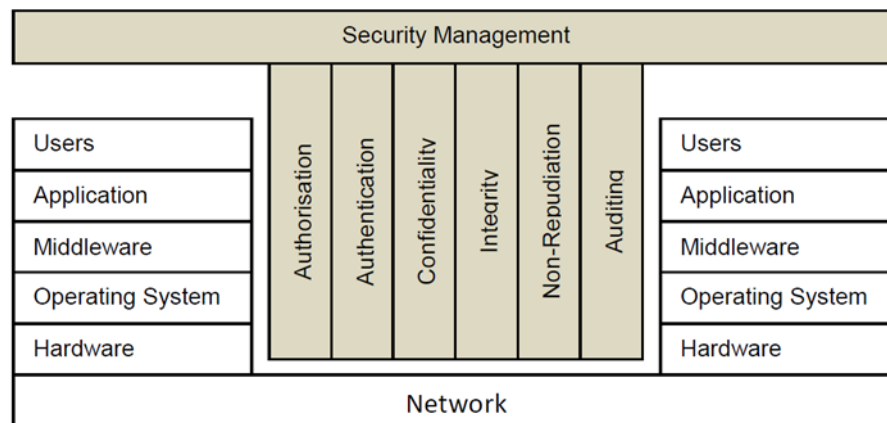 Security Management
Users
Application
Middleware
Operating System
Hardware
Authorisation
Authentication
Confidentiality
Integrity
Non-Repudiation
Auditing
Users
Application
Middleware
Operating System
Hardware
Network